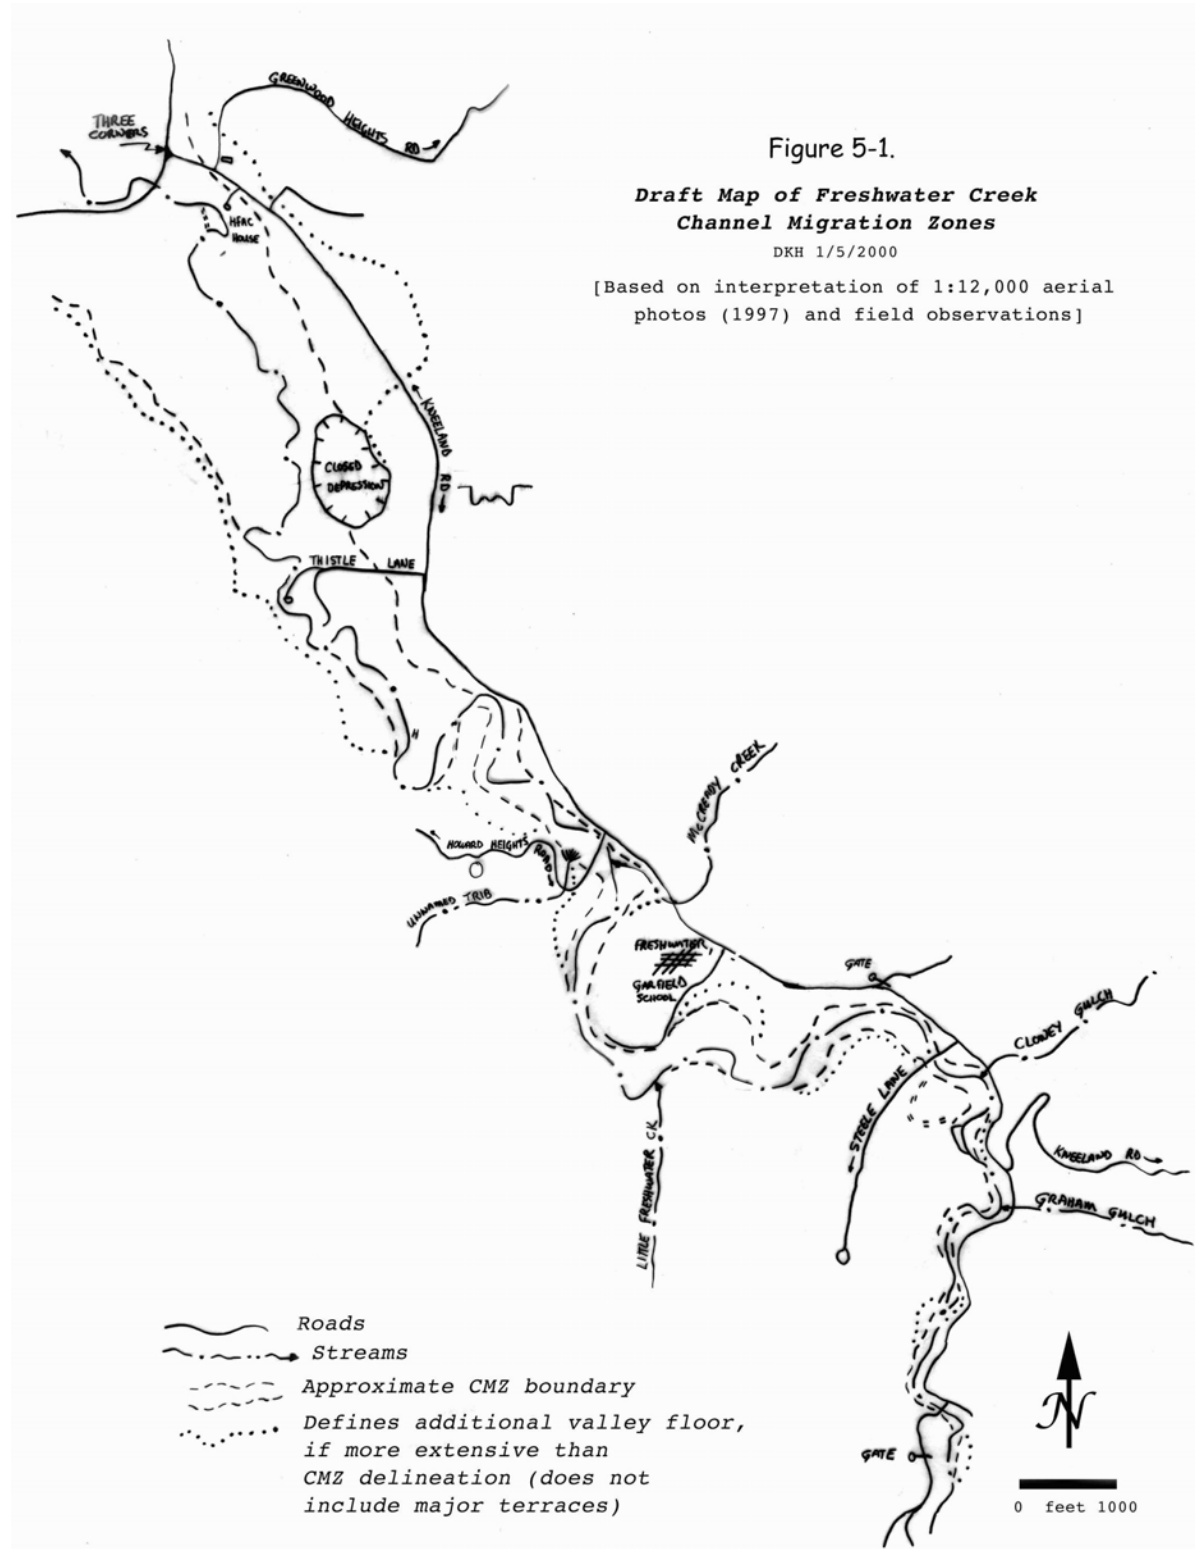 GREENWOOD HEIGHTS RD
THREE
CORNERS
Figure 5-1.
Draft Map of Freshwater Creek
Channel Migration Zones
DKH 1/5/2000
[Based on interpretation of 1:12,000 aerial
photos (1997) and field observations]
HFAC
HOUSE
KNEELAND RD
CLOSED
DEPRESSION
THISTLE LANE
H
McCREADY CREEK
HOWARD HEIGHTS ROAD
UNNAMED TRIB
FRESHWATER
GARFIELD
SCHOOL
GATE
CLONEY GULCH
STEELE LANE
KNEELAND RD
GRAHAM GULCH
LITTLE FRESHWATER CK
Roads
Streams
Approximate CMZ boundary
Defines additional valley floor,
if more extensive than
CMZ delineation (does not
include major terraces)
N
GATE
0 feet 1000